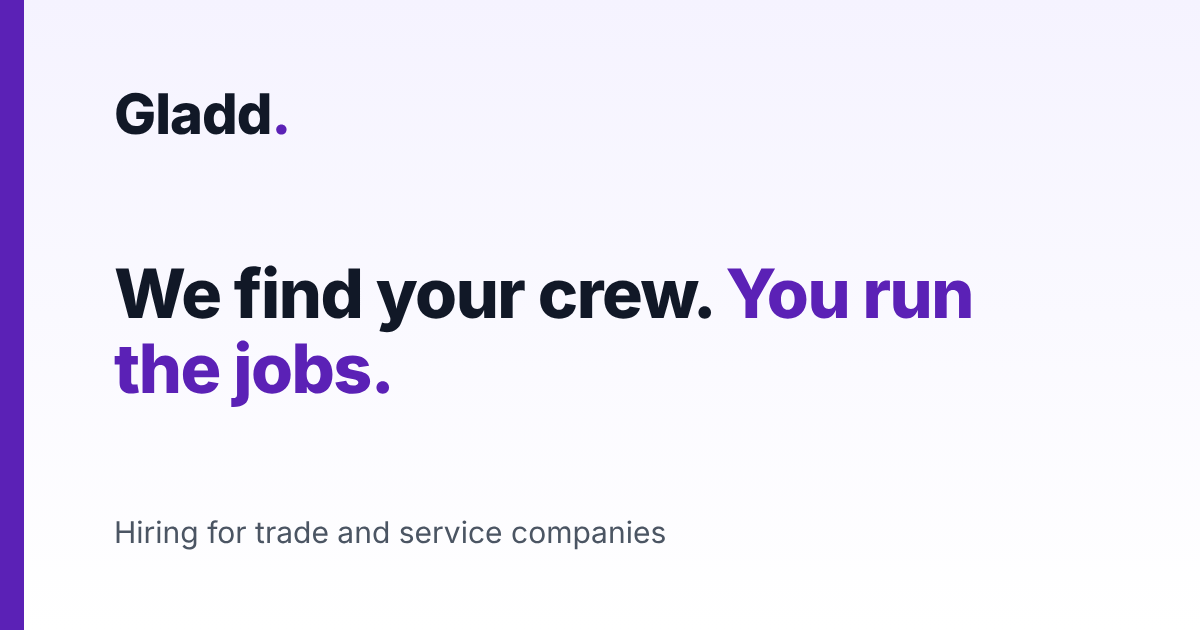 Gladd.
We find your crew. You run
the jobs.
Hiring for trade and service companies